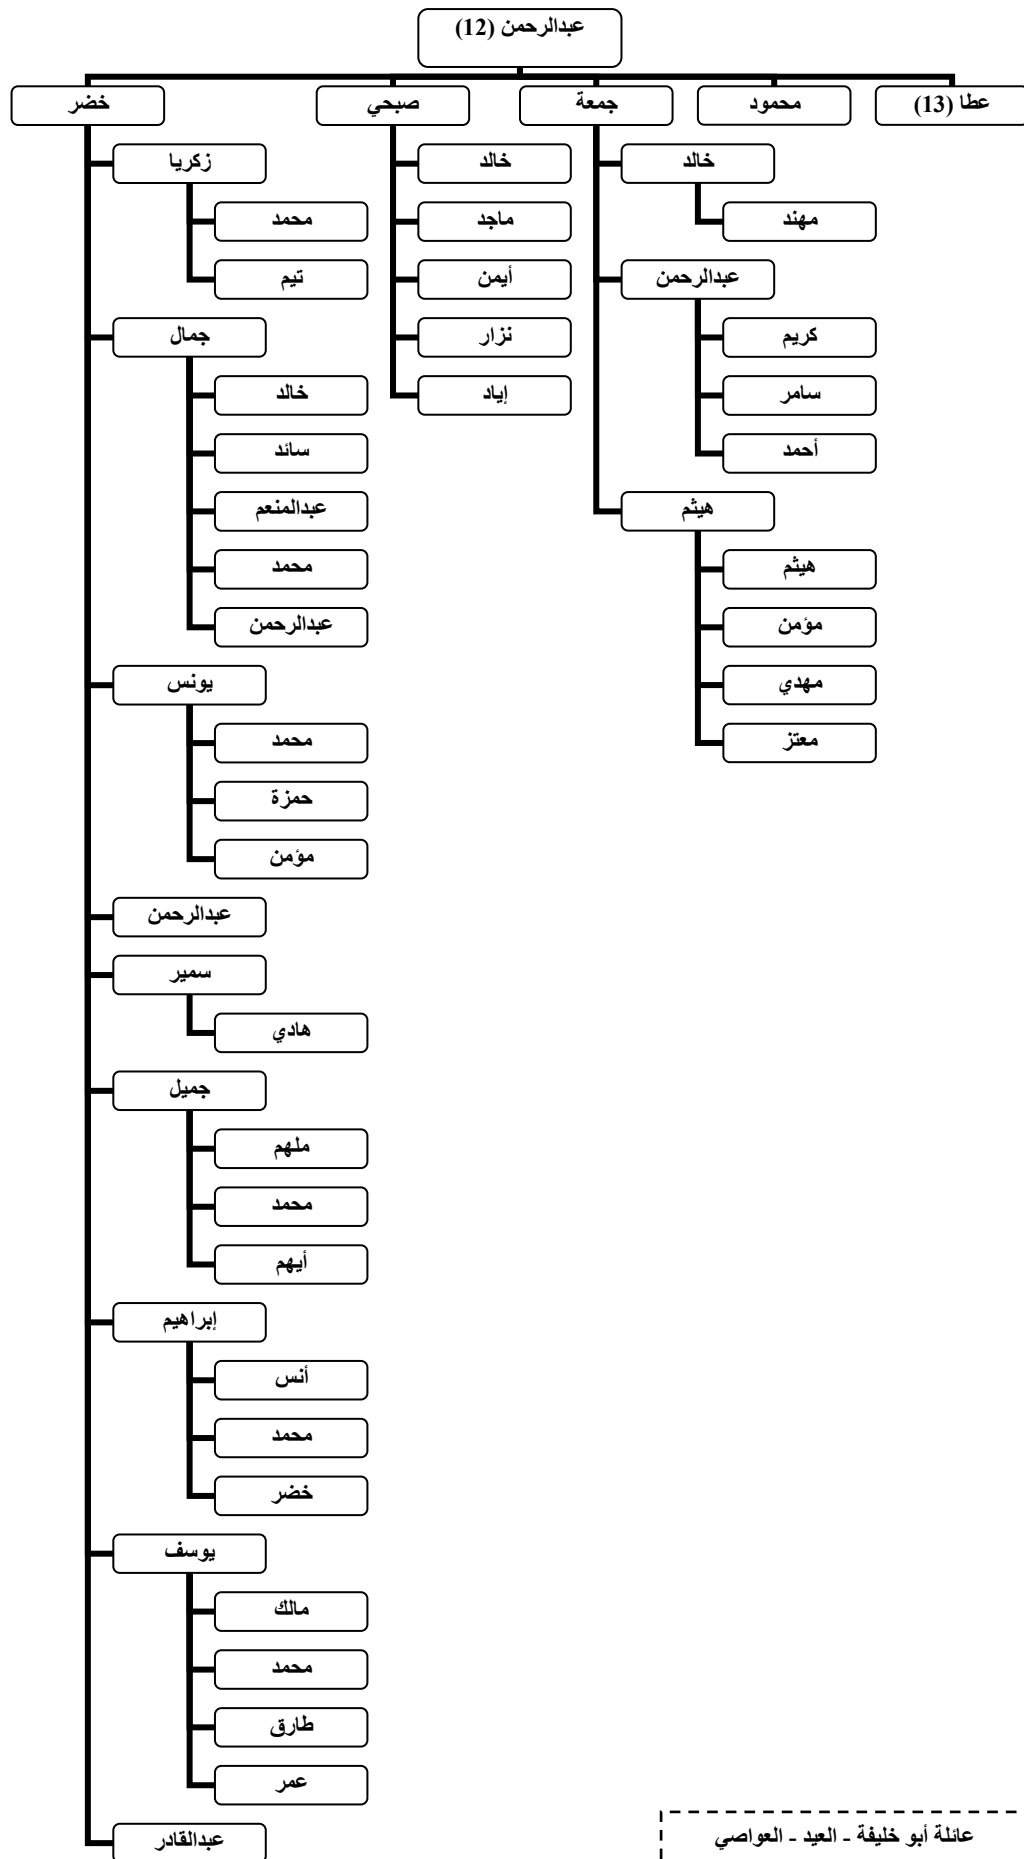 عبدالرحمن (12)
عطا (13)
محمود
جمعة
صبحي
خضر
خالد
مهند
عبدالرحمن
كريم
سامر
أحمد
هيثم
هيثم
مؤمن
مهدي
معتز
خالد
ماجد
أيمن
نزار
إياد
زكريا
محمد
تيم
جمال
خالد
سائد
عبدالمنعم
محمد
عبدالرحمن
يونس
محمد
حمزة
مؤمن
عبدالرحمن
سمير
هادي
جميل
ملهم
محمد
أيهم
إبراهيم
أنس
محمد
خضر
يوسف
مالك
محمد
طارق
عمر
عبدالقادر
عائلة أبو خليفة - العيد - العواصي